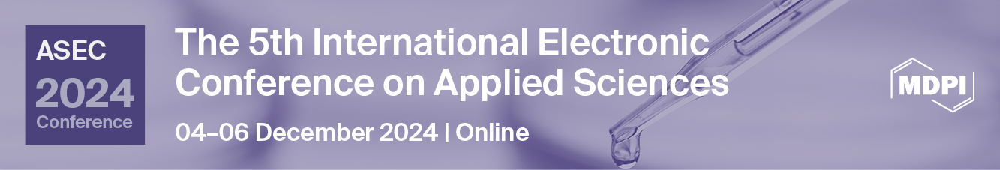 ASEC
2024
Conference
The 5th International Electronic
Conference on Applied Sciences
04–06 December 2024 | Online
MDPI